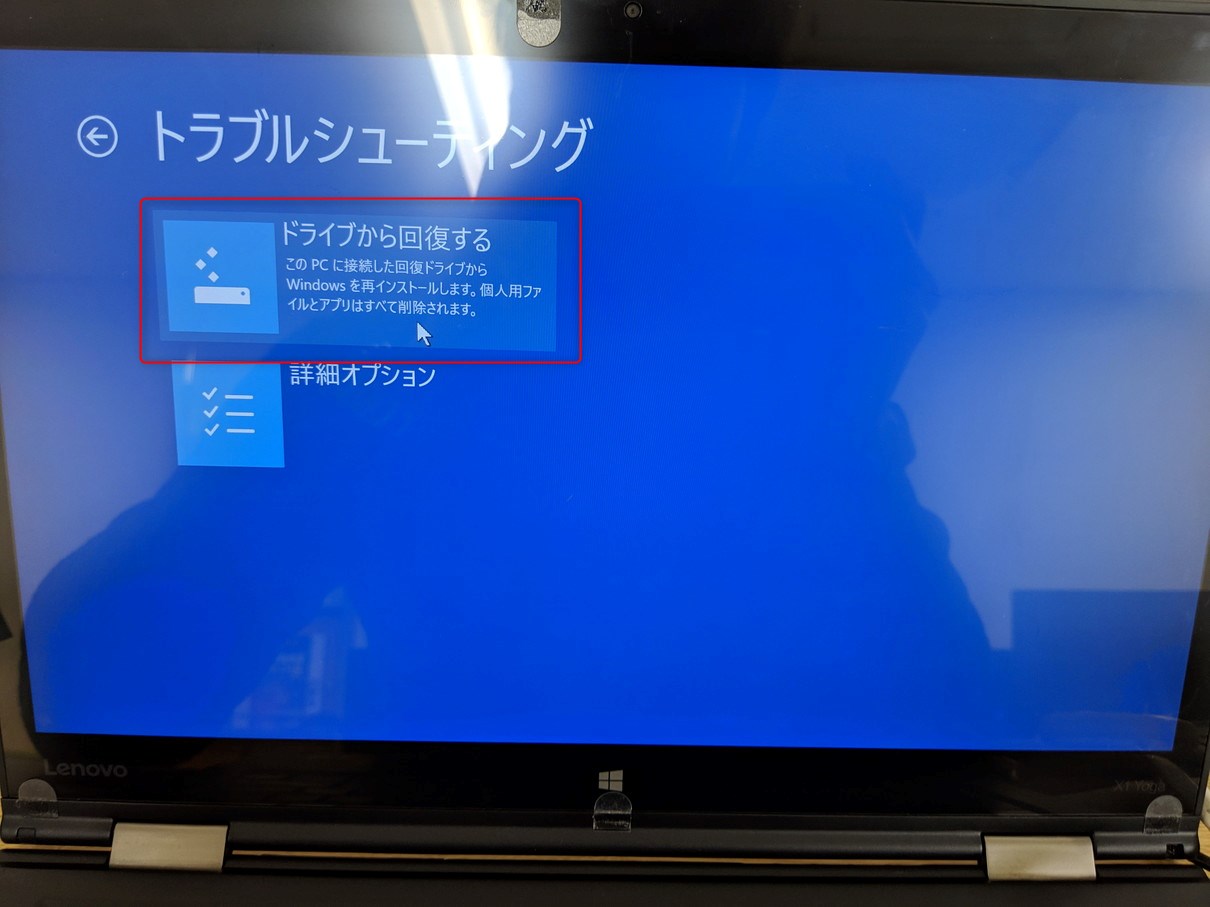 トラブルシューティング
ドライブから回復する
この PC に接続した回復ドライブから
Windows を再インストールします。個人用ファ
イルとアプリはすべて削除されます。
詳細オプション
Lenovo
X1 Yoga